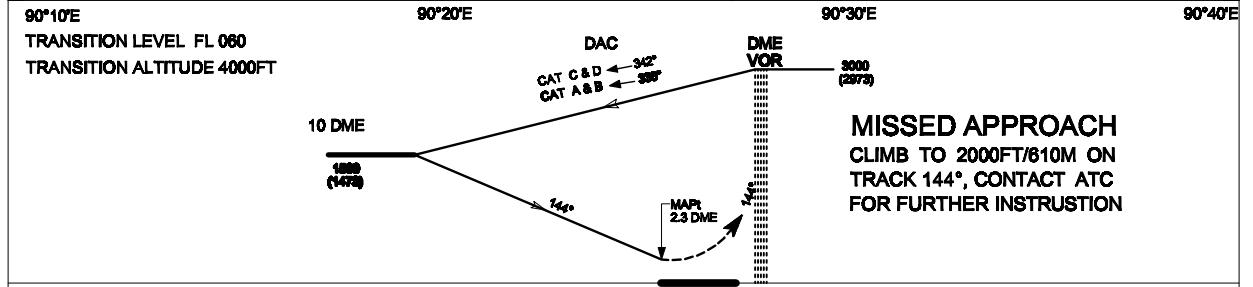 90°10'E
90°20'E
90°30'E
90°40'E
TRANSITION LEVEL FL 060
TRANSITION ALTITUDE 4000FT
DAC
DME
VOR
CAT C & D 342°
CAT A & B
3000
(2973)
10 DME
(1473)
144°
MAPt
2.3 DME
144°
MISSED APPROACH
CLIMB TO 2000FT/610M ON
TRACK 144°, CONTACT ATC
FOR FURTHER INSTRUSTION